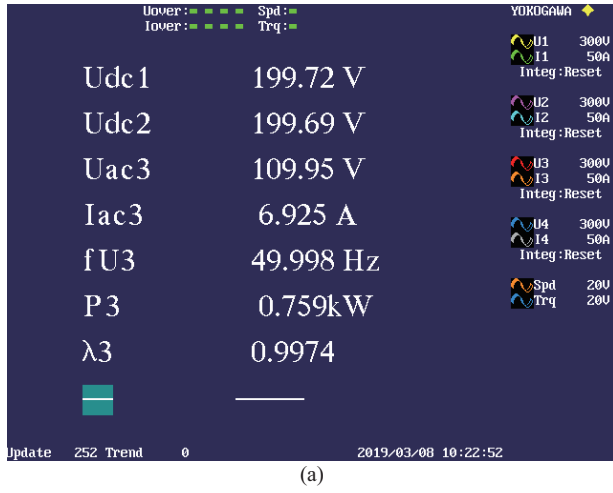 Uover: Spd: YOKOGAWA
Iover: Trq:
U1 300V
I1 50A
Integ:Reset
Udc1 199.72 V
U2 300V
I2 50A
Integ:Reset
Udc2 199.69 V
U3 300V
I3 50A
Integ:Reset
Uac3 109.95 V
Iac3 6.925 A
U4 300V
I4 50A
Integ:Reset
fU3 49.998 Hz
Spd 20V
Trq 20V
P3 0.759kW
λ3 0.9974
Update 252 Trend 0 2019/03/08 10:22:52
(a)